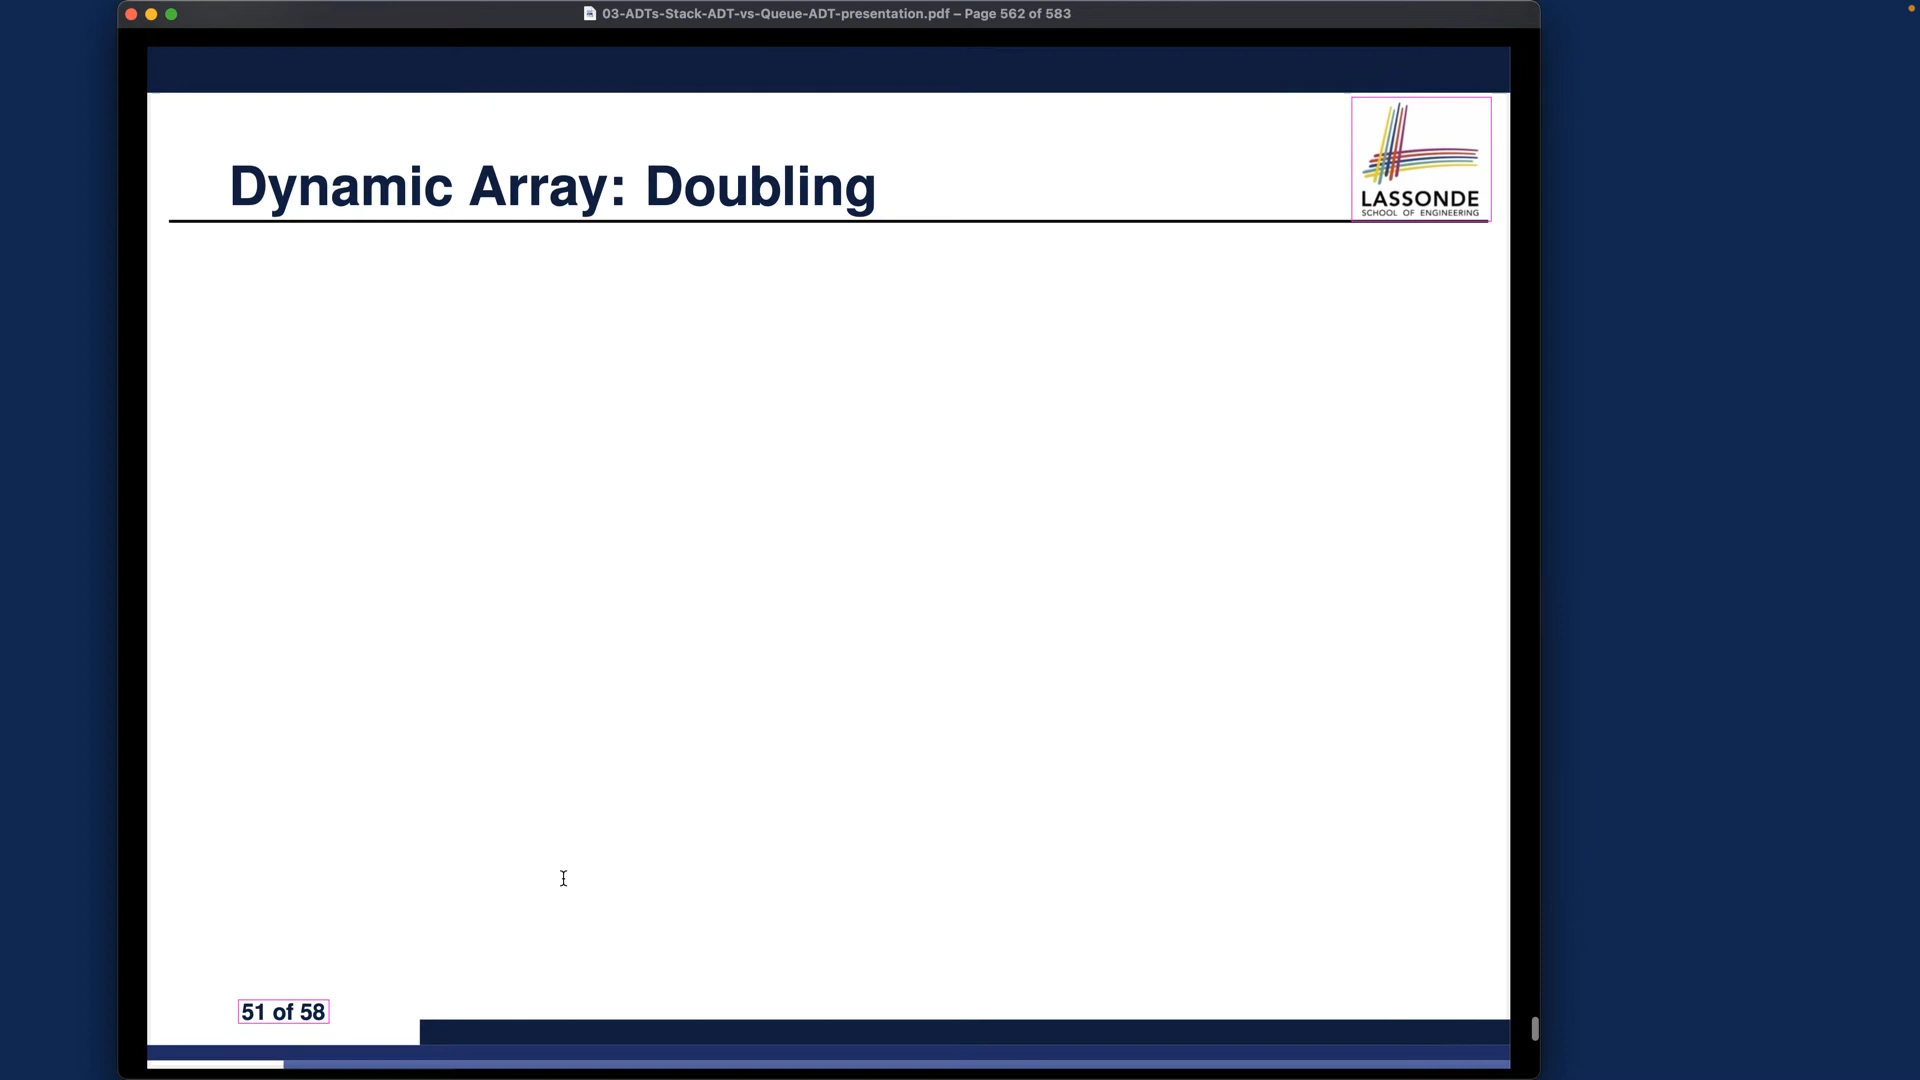 03-ADTs-Stack-ADT-vs-Queue-ADT-presentation.pdf – Page 562 of 583
Dynamic Array: Doubling
LASSONDE
SCHOOL OF ENGINEERING
51 of 58